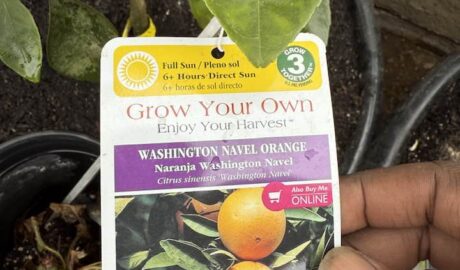 Full Sun / Pleno sol
6+ Hours Direct Sun
6+ horas de sol directo
GROW
3
TOGETHER
Grow Your Own
Enjoy Your Harvest™
WASHINGTON NAVEL ORANGE
Naranja Washington Navel
Citrus sinensis 'Washington Navel'
Also Buy Me
ONLINE